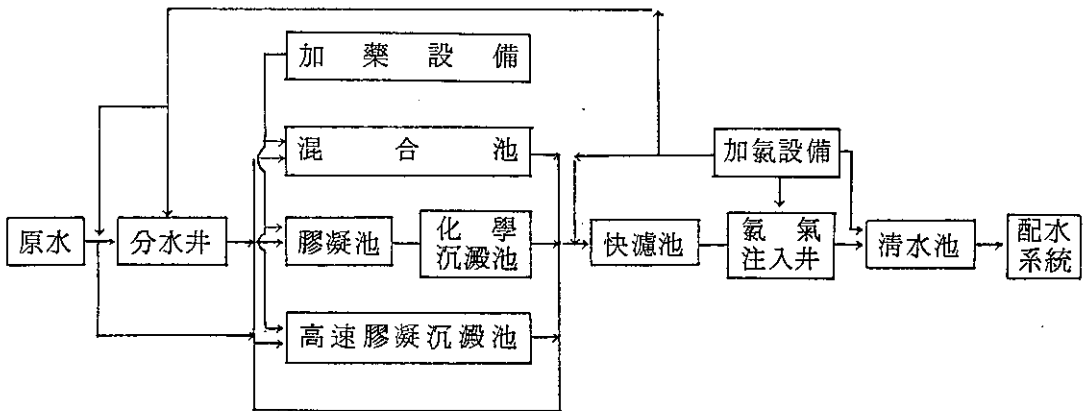 加藥設備
混合池
加氯設備
原水
分水井
膠凝池
化學
沉澱池
快濾池
氯氣
注入井
清水池
配水
系統
高速膠凝沉澱池